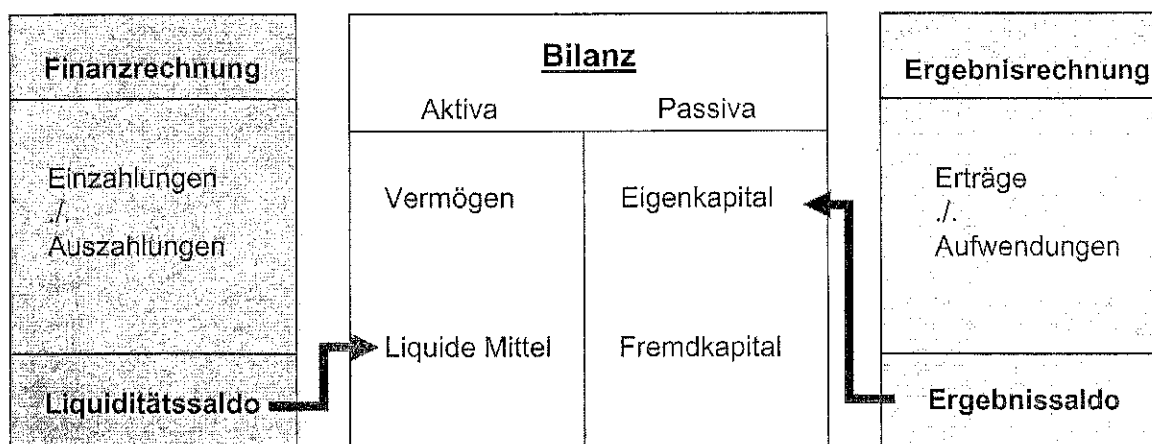 Finanzrechnung
Einzahlungen
./.
Auszahlungen
Liquiditätssaldo
Bilanz
Aktiva Passiva
Vermögen Eigenkapital
Liquide Mittel Fremdkapital
Ergebnisrechnung
Erträge
./.
Aufwendungen
Ergebnissaldo